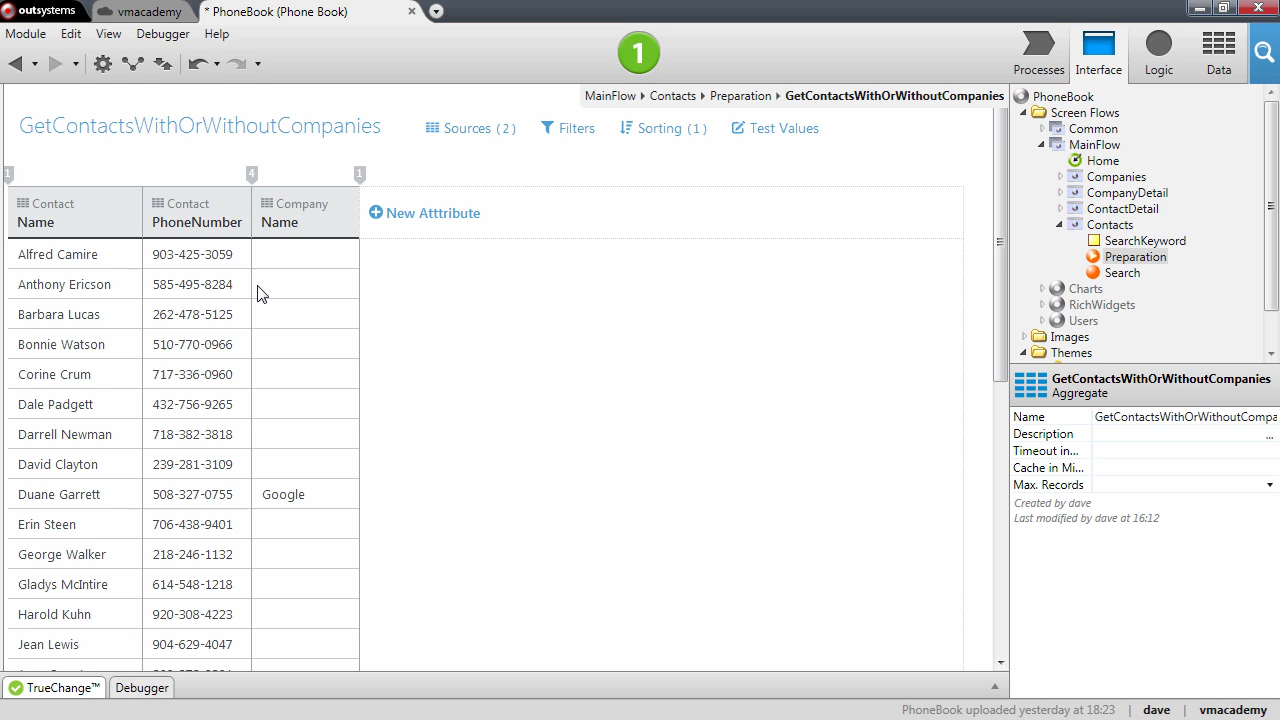 outsystems
vmacademy
* PhoneBook (Phone Book)
Module Edit View Debugger Help
1
Processes Interface Logic Data
MainFlow Contacts Preparation GetContactsWithOrWithoutCompanies
GetContactsWithOrWithoutCompanies
Sources (2) Filters Sorting (1) Test Values
1 4 1
Contact Contact Company
Name PhoneNumber Name
New Atttribute
Alfred Camire 903-425-3059
Anthony Ericson 585-495-8284
Barbara Lucas 262-478-5125
Bonnie Watson 510-770-0966
Corine Crum 717-336-0960
Dale Padgett 432-756-9265
Darrell Newman 718-382-3818
David Clayton 239-281-3109
Duane Garrett 508-327-0755 Google
Erin Steen 706-438-9401
George Walker 218-246-1132
Gladys McIntire 614-548-1218
Harold Kuhn 920-308-4223
Jean Lewis 904-629-4047
PhoneBook
Screen Flows
Common
MainFlow
Home
Companies
CompanyDetail
ContactDetail
Contacts
SearchKeyword
Preparation
Search
Charts
RichWidgets
Users
Images
Themes
GetContactsWithOrWithoutCompanies
Aggregate
Name GetContactsWithOrWithoutCompa
Description ...
Timeout in...
Cache in Mi...
Max. Records
Created by dave
Last modified by dave at 16:12
TrueChange™ Debugger
PhoneBook uploaded yesterday at 18:23 | dave | vmacademy